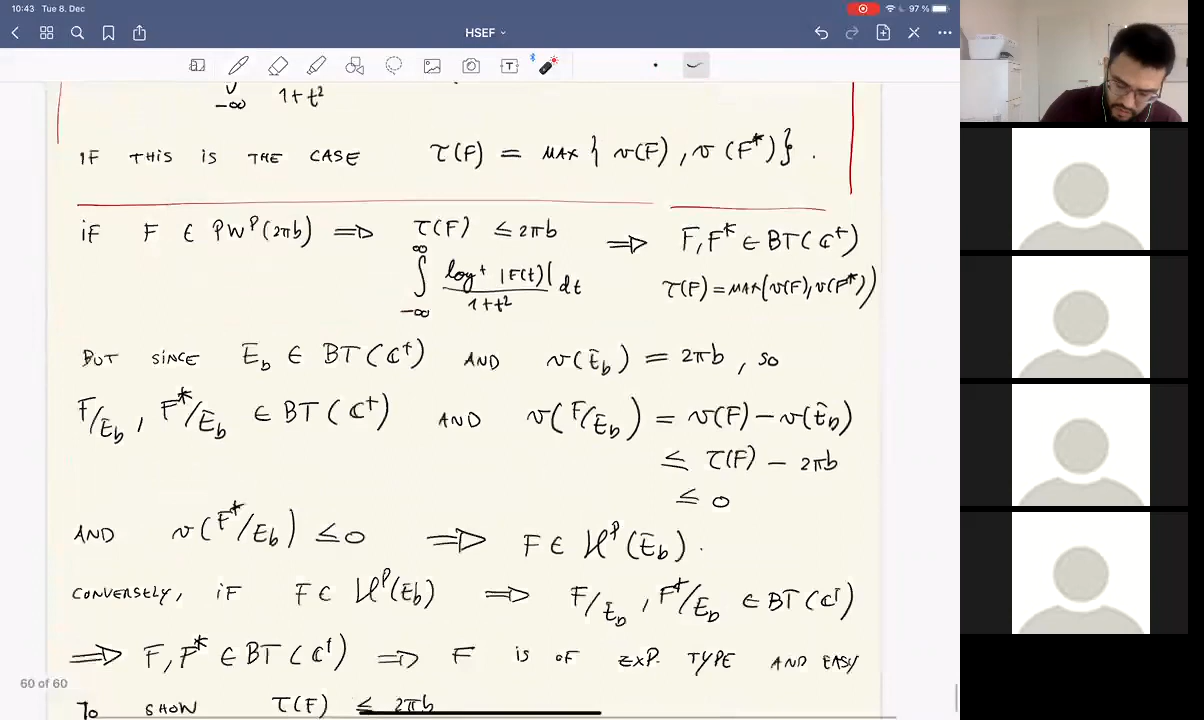 10:43 Tue 8. Dec
97 %
HSEF
-∞ 1+t²
IF THIS IS THE CASE τ(F) = MAX { v(F), v(F*) } .
IF F ∈ PW^p(2πb) ⟹ τ(F) ≤ 2πb ⟹ F, F* ∈ BT(ℂ⁺)
∫_{-∞}^{∞} log⁺|F(t)| / 1+t² dt τ(F) = MAX(v(F), v(F*))
BUT SINCE E_b ∈ BT(ℂ⁺) AND v(E_b) = 2πb, SO
F/E_b, F*/E_b ∈ BT(ℂ⁺) AND v(F/E_b) = v(F) - v(E_b)
≤ τ(F) - 2πb
≤ 0
AND v(F*/E_b) ≤ 0 ⟹ F ∈ H^p(E_b).
CONVERSELY, IF F ∈ H^p(E_b) ⟹ F/E_b, F*/E_b ∈ BT(ℂ⁺)
⟹ F, F* ∈ BT(ℂ⁺) ⟹ F IS OF EXP. TYPE AND EASY
60 of 60
TO SHOW τ(F) ≤ 2πb